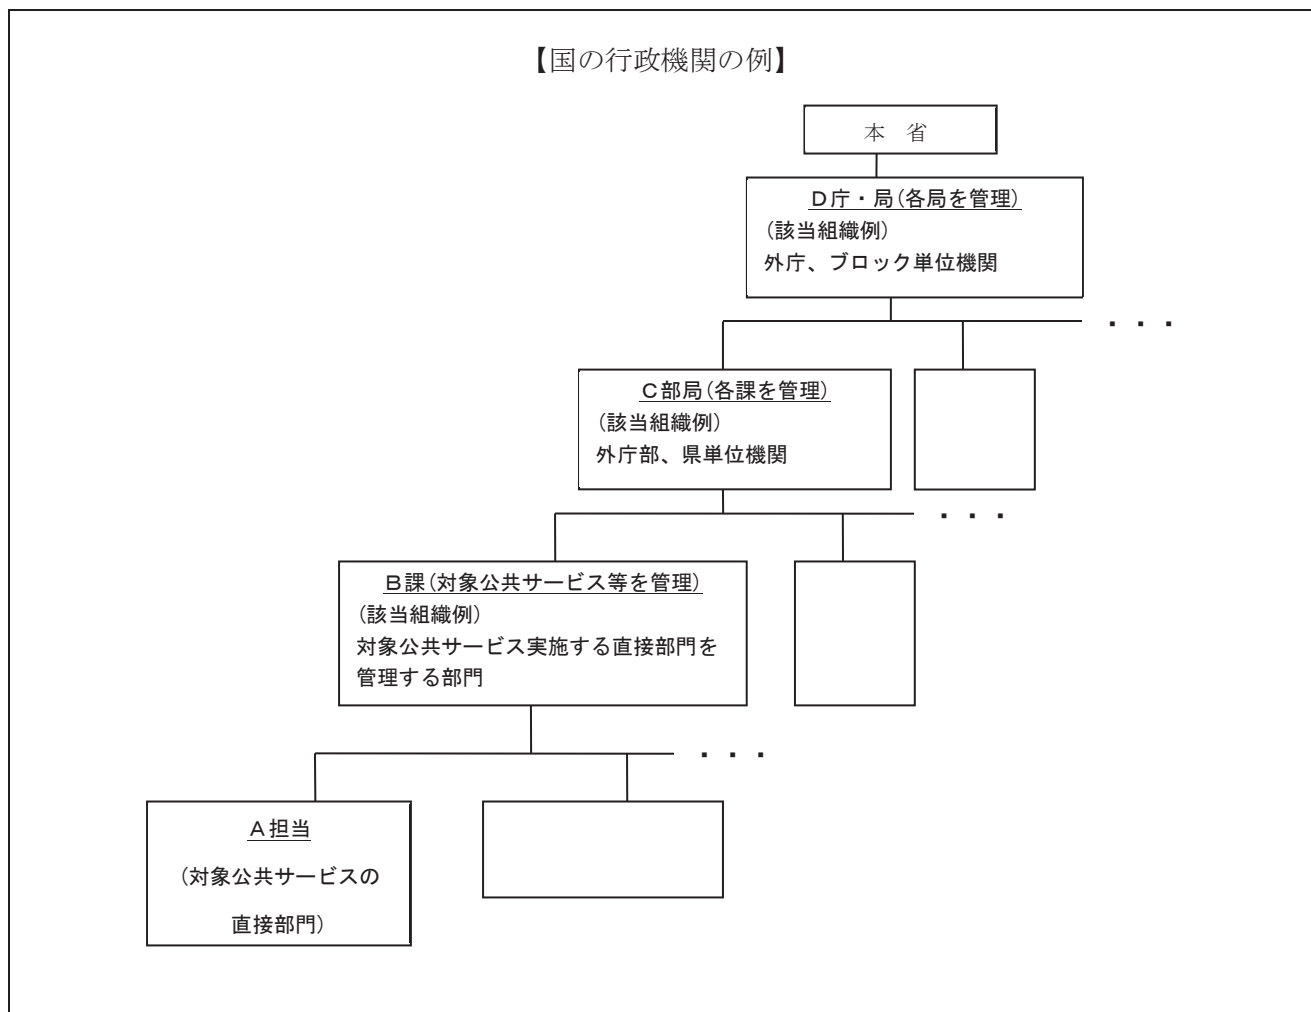 【国の行政機関の例】
本　省
D庁・局(各局を管理)
(該当組織例)
外庁、ブロック単位機関
・・・
C部局(各課を管理)
(該当組織例)
外庁部、県単位機関
・・・
B課(対象公共サービス等を管理)
(該当組織例)
対象公共サービス実施する直接部門を
管理する部門
・・・
A担当
(対象公共サービスの
直接部門)